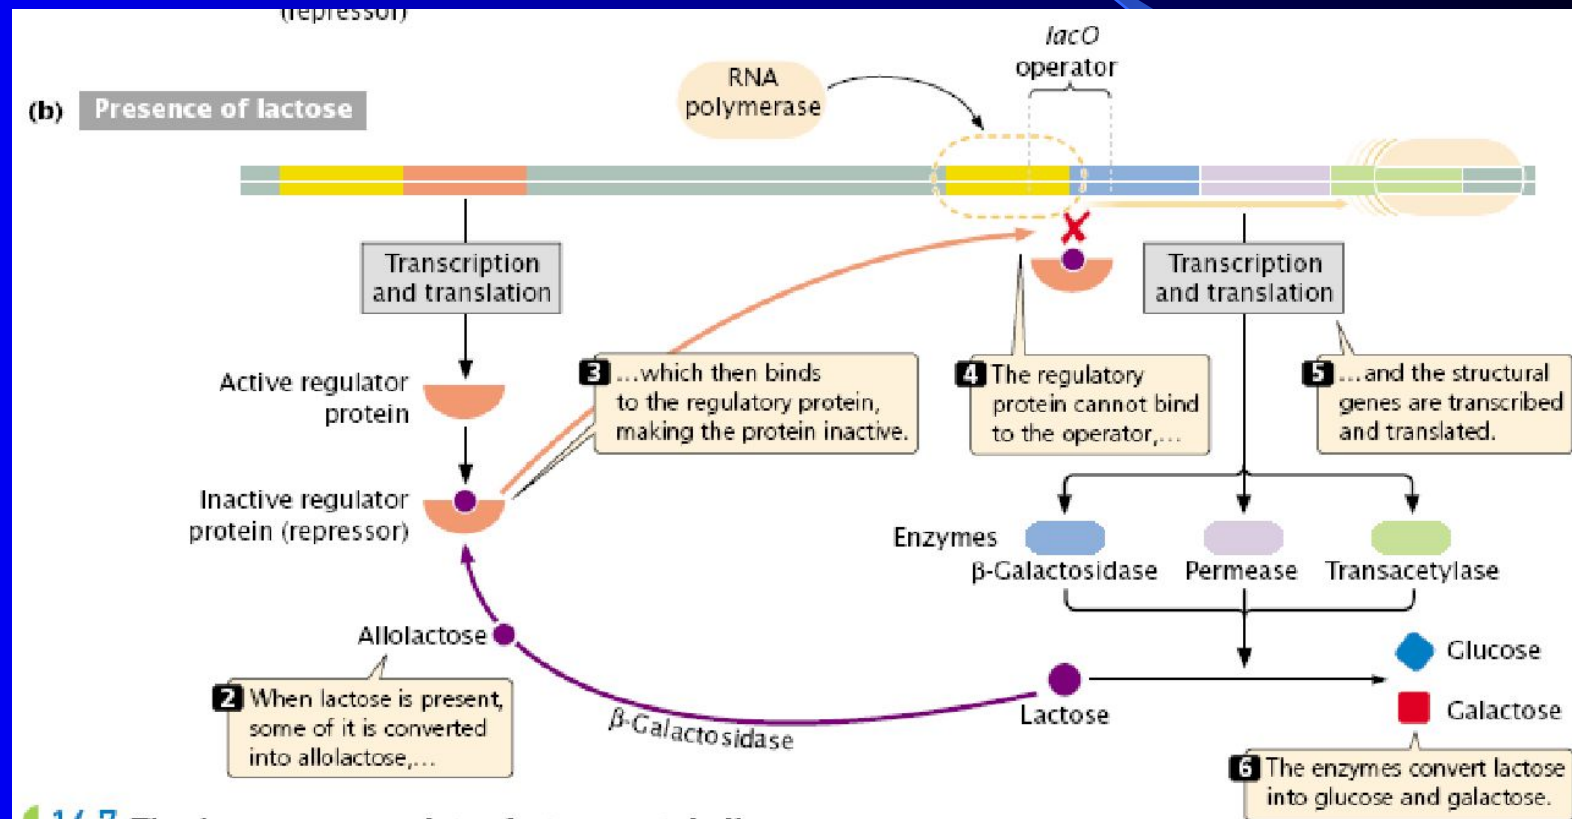 (repressor)
lacO
operator
RNA
polymerase
(b) Presence of lactose
Transcription
and translation
Transcription
and translation
Active regulator
protein
3 …which then binds
to the regulatory protein,
making the protein inactive.
4 The regulatory
protein cannot bind
to the operator,…
5 …and the structural
genes are transcribed
and translated.
Inactive regulator
protein (repressor)
Enzymes
β-Galactosidase Permease Transacetylase
Allolactose
2 When lactose is present,
some of it is converted
into allolactose,…
β-Galactosidase
Lactose
Glucose
Galactose
6 The enzymes convert lactose
into glucose and galactose.